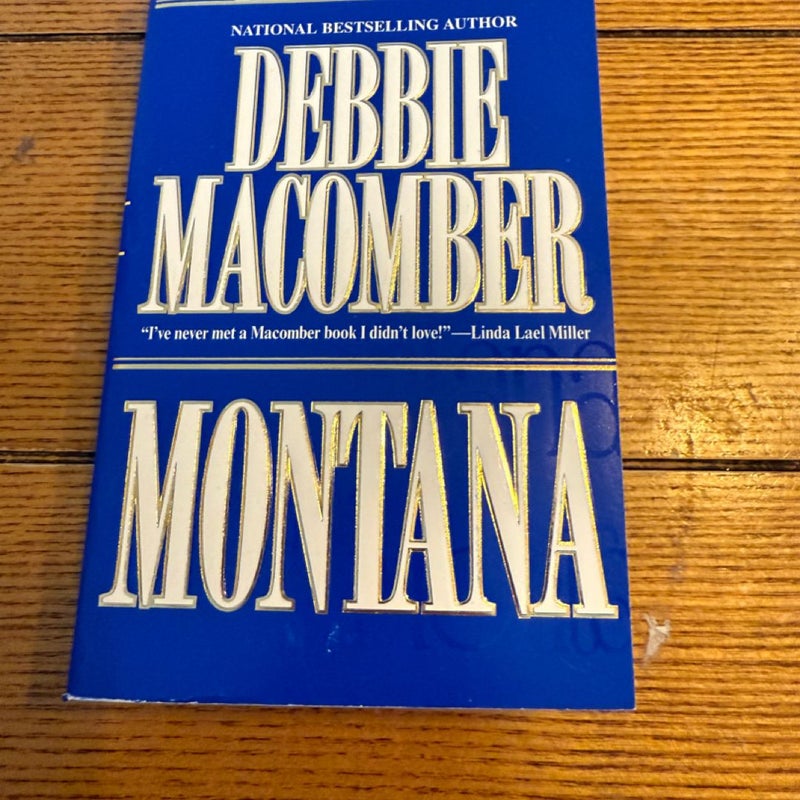 NATIONAL BESTSELLING AUTHOR
DEBBIE
MACOMBER
“I’ve never met a Macomber book I didn’t love!”—Linda Lael Miller
MONTANA